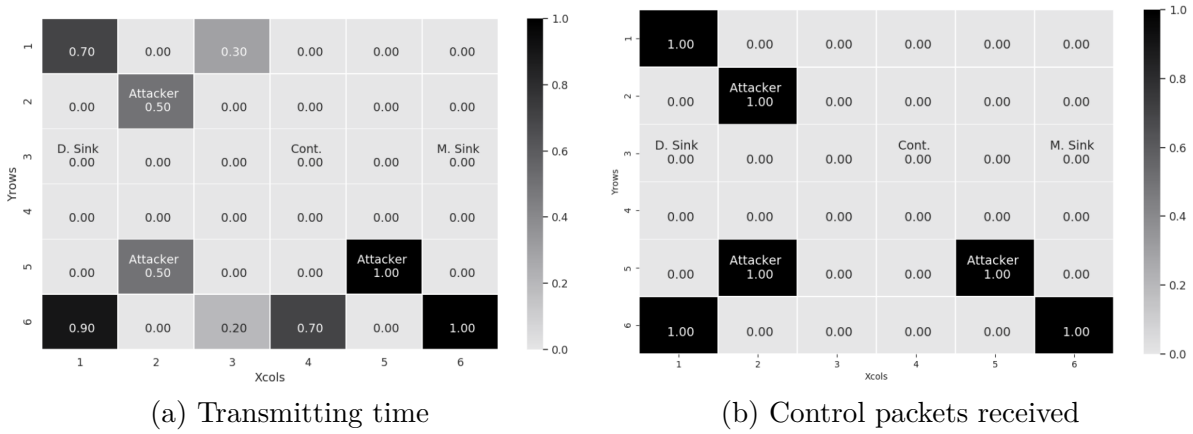 1.0
1 0.70 0.00 0.30 0.00 0.00 0.00
0.8
Attacker
2 0.00 0.50 0.00 0.00 0.00 0.00
0.6
D. Sink Cont. M. Sink
3 0.00 0.00 0.00 0.00 0.00 0.00
Yrows
0.4
4 0.00 0.00 0.00 0.00 0.00 0.00
Attacker Attacker
5 0.00 0.50 0.00 0.00 1.00 0.00
0.2
6 0.90 0.00 0.20 0.70 0.00 1.00
0.0
1 2 3 4 5 6
Xcols
(a) Transmitting time
1.0
1 1.00 0.00 0.00 0.00 0.00 0.00
0.8
Attacker
2 0.00 1.00 0.00 0.00 0.00 0.00
0.6
D. Sink Cont. M. Sink
3 0.00 0.00 0.00 0.00 0.00 0.00
Yrows
0.4
4 0.00 0.00 0.00 0.00 0.00 0.00
Attacker Attacker
5 0.00 1.00 0.00 0.00 1.00 0.00
0.2
6 1.00 0.00 0.00 0.00 0.00 1.00
0.0
1 2 3 4 5 6
Xcols
(b) Control packets received